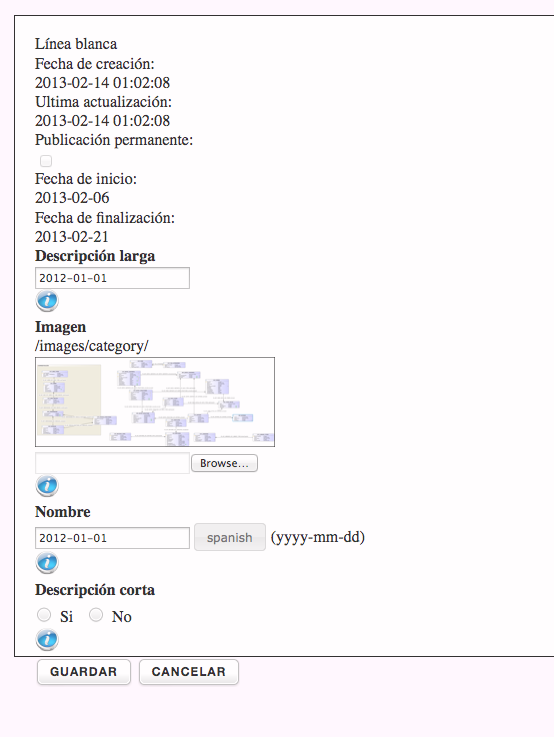 Línea blanca
Fecha de creación:
2013-02-14 01:02:08
Ultima actualización:
2013-02-14 01:02:08
Publicación permanente:
Fecha de inicio:
2013-02-06
Fecha de finalización:
2013-02-21
Descripción larga
2012-01-01
Imagen
/images/category/
Browse...
Nombre
2012-01-01 spanish (yyyy-mm-dd)
Descripción corta
Si No
GUARDAR CANCELAR